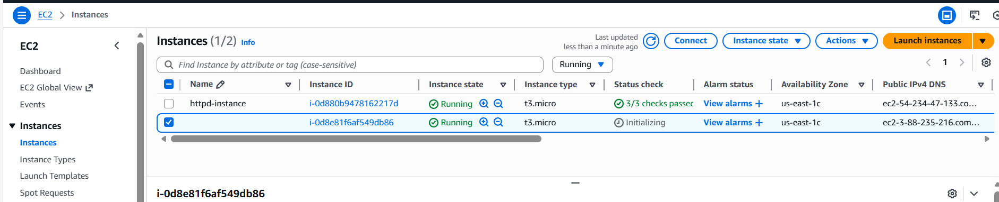 EC2 > Instances
EC2
Dashboard
EC2 Global View
Events
Instances
Instances
Instance Types
Launch Templates
Spot Requests
Instances (1/2) Info
Last updated
less than a minute ago
Connect
Instance state
Actions
Launch instances
Find Instance by attribute or tag (case-sensitive)
Running
1
Name Instance ID Instance state Instance type Status check Alarm status Availability Zone Public IPv4 DNS
httpd-instance i-0d880b9478162217d Running t3.micro 3/3 checks passec View alarms + us-east-1c ec2-54-234-47-133.co...
i-0d8e81f6af549db86 Running t3.micro Initializing View alarms + us-east-1c ec2-3-88-235-216.com...
i-0d8e81f6af549db86